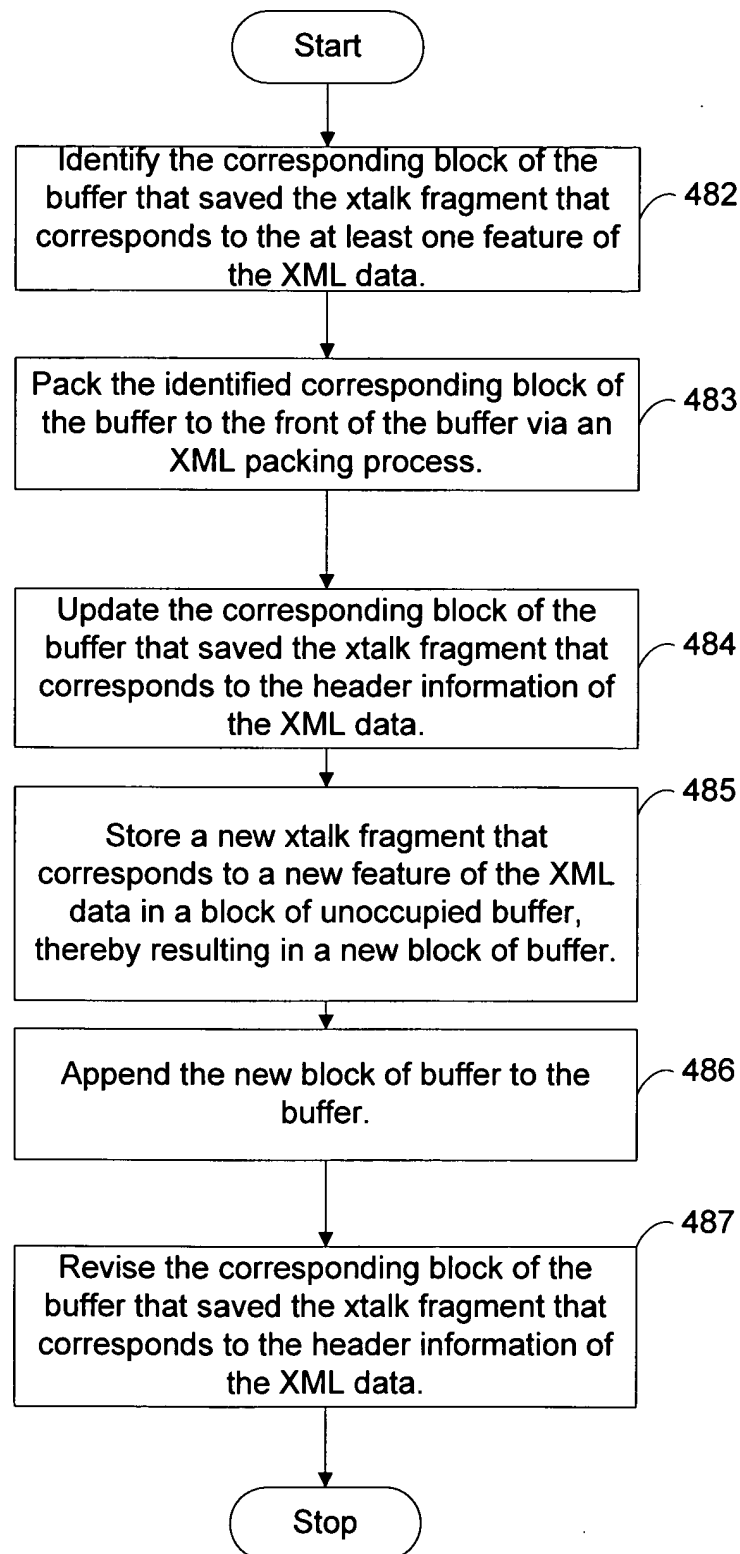 Start
Identify the corresponding block of the
buffer that saved the xtalk fragment that
corresponds to the at least one feature of
the XML data.
482
Pack the identified corresponding block of
the buffer to the front of the buffer via an
XML packing process.
483
Update the corresponding block of the
buffer that saved the xtalk fragment that
corresponds to the header information of
the XML data.
484
485
Store a new xtalk fragment that
corresponds to a new feature of the XML
data in a block of unoccupied buffer,
thereby resulting in a new block of buffer.
Append the new block of buffer to the
buffer.
486
487
Revise the corresponding block of the
buffer that saved the xtalk fragment that
corresponds to the header information of
the XML data.
Stop